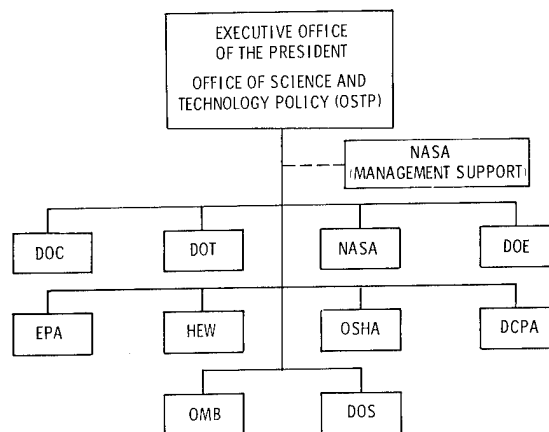 EXECUTIVE OFFICE
OF THE PRESIDENT
OFFICE OF SCIENCE AND
TECHNOLOGY POLICY (OSTP)
NASA
(MANAGEMENT SUPPORT)
DOC
DOT
NASA
DOE
EPA
HEW
OSHA
DCPA
OMB
DOS